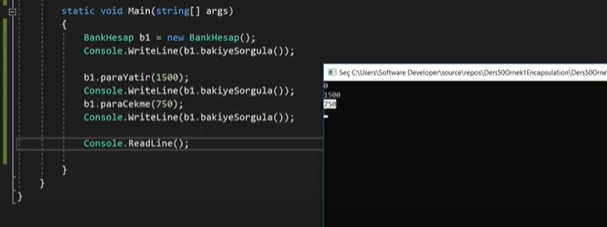 static void Main(string[] args)
{
BankHesap b1 = new BankHesap();
Console.WriteLine(b1.bakiyeSorgula());
b1.paraYatir(1500);
Console.WriteLine(b1.bakiyeSorgula());
b1.paraCekme(750);
Console.WriteLine(b1.bakiyeSorgula());
Console.ReadLine();
}
}
}
Seç C:\Users\Software Developer\source\repos\Ders50Ornek1Encapsulation\Ders50Orne
0
1500
750